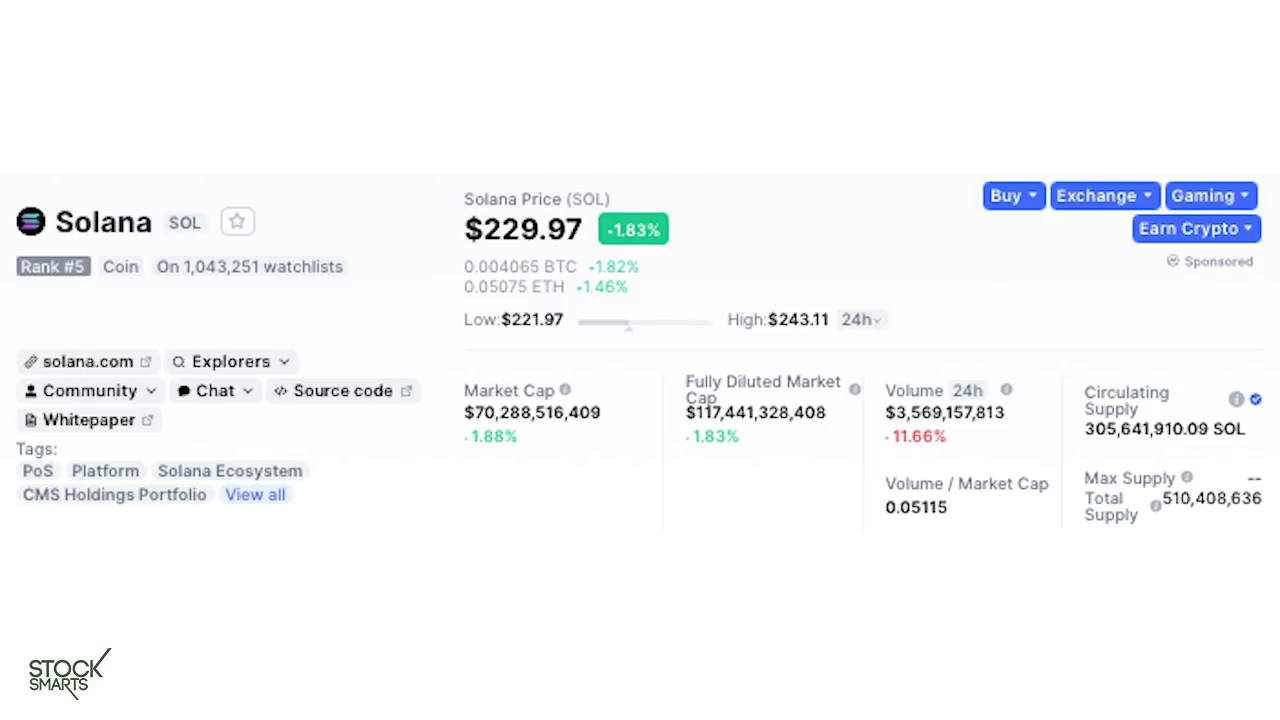 Solana SOL
Rank #5 Coin On 1,043,251 watchlists
solana.com Explorers
Community Chat Source code
Whitepaper
Tags:
PoS Platform Solana Ecosystem
CMS Holdings Portfolio View all
Solana Price (SOL)
$229.97 1.83%
0.004065 BTC 1.82%
0.05075 ETH 1.46%
Low:$221.97 High:$243.11 24h
Buy Exchange Gaming
Earn Crypto
Sponsored
Market Cap
$70,288,516,409
1.88%
Fully Diluted Market
Cap
$117,441,328,408
1.83%
Volume 24h
$3,569,157,813
11.66%
Volume / Market Cap
0.05115
Circulating
Supply
305,641,910.09 SOL
Max Supply --
Total
Supply 510,408,636
STOCK
SMARTS